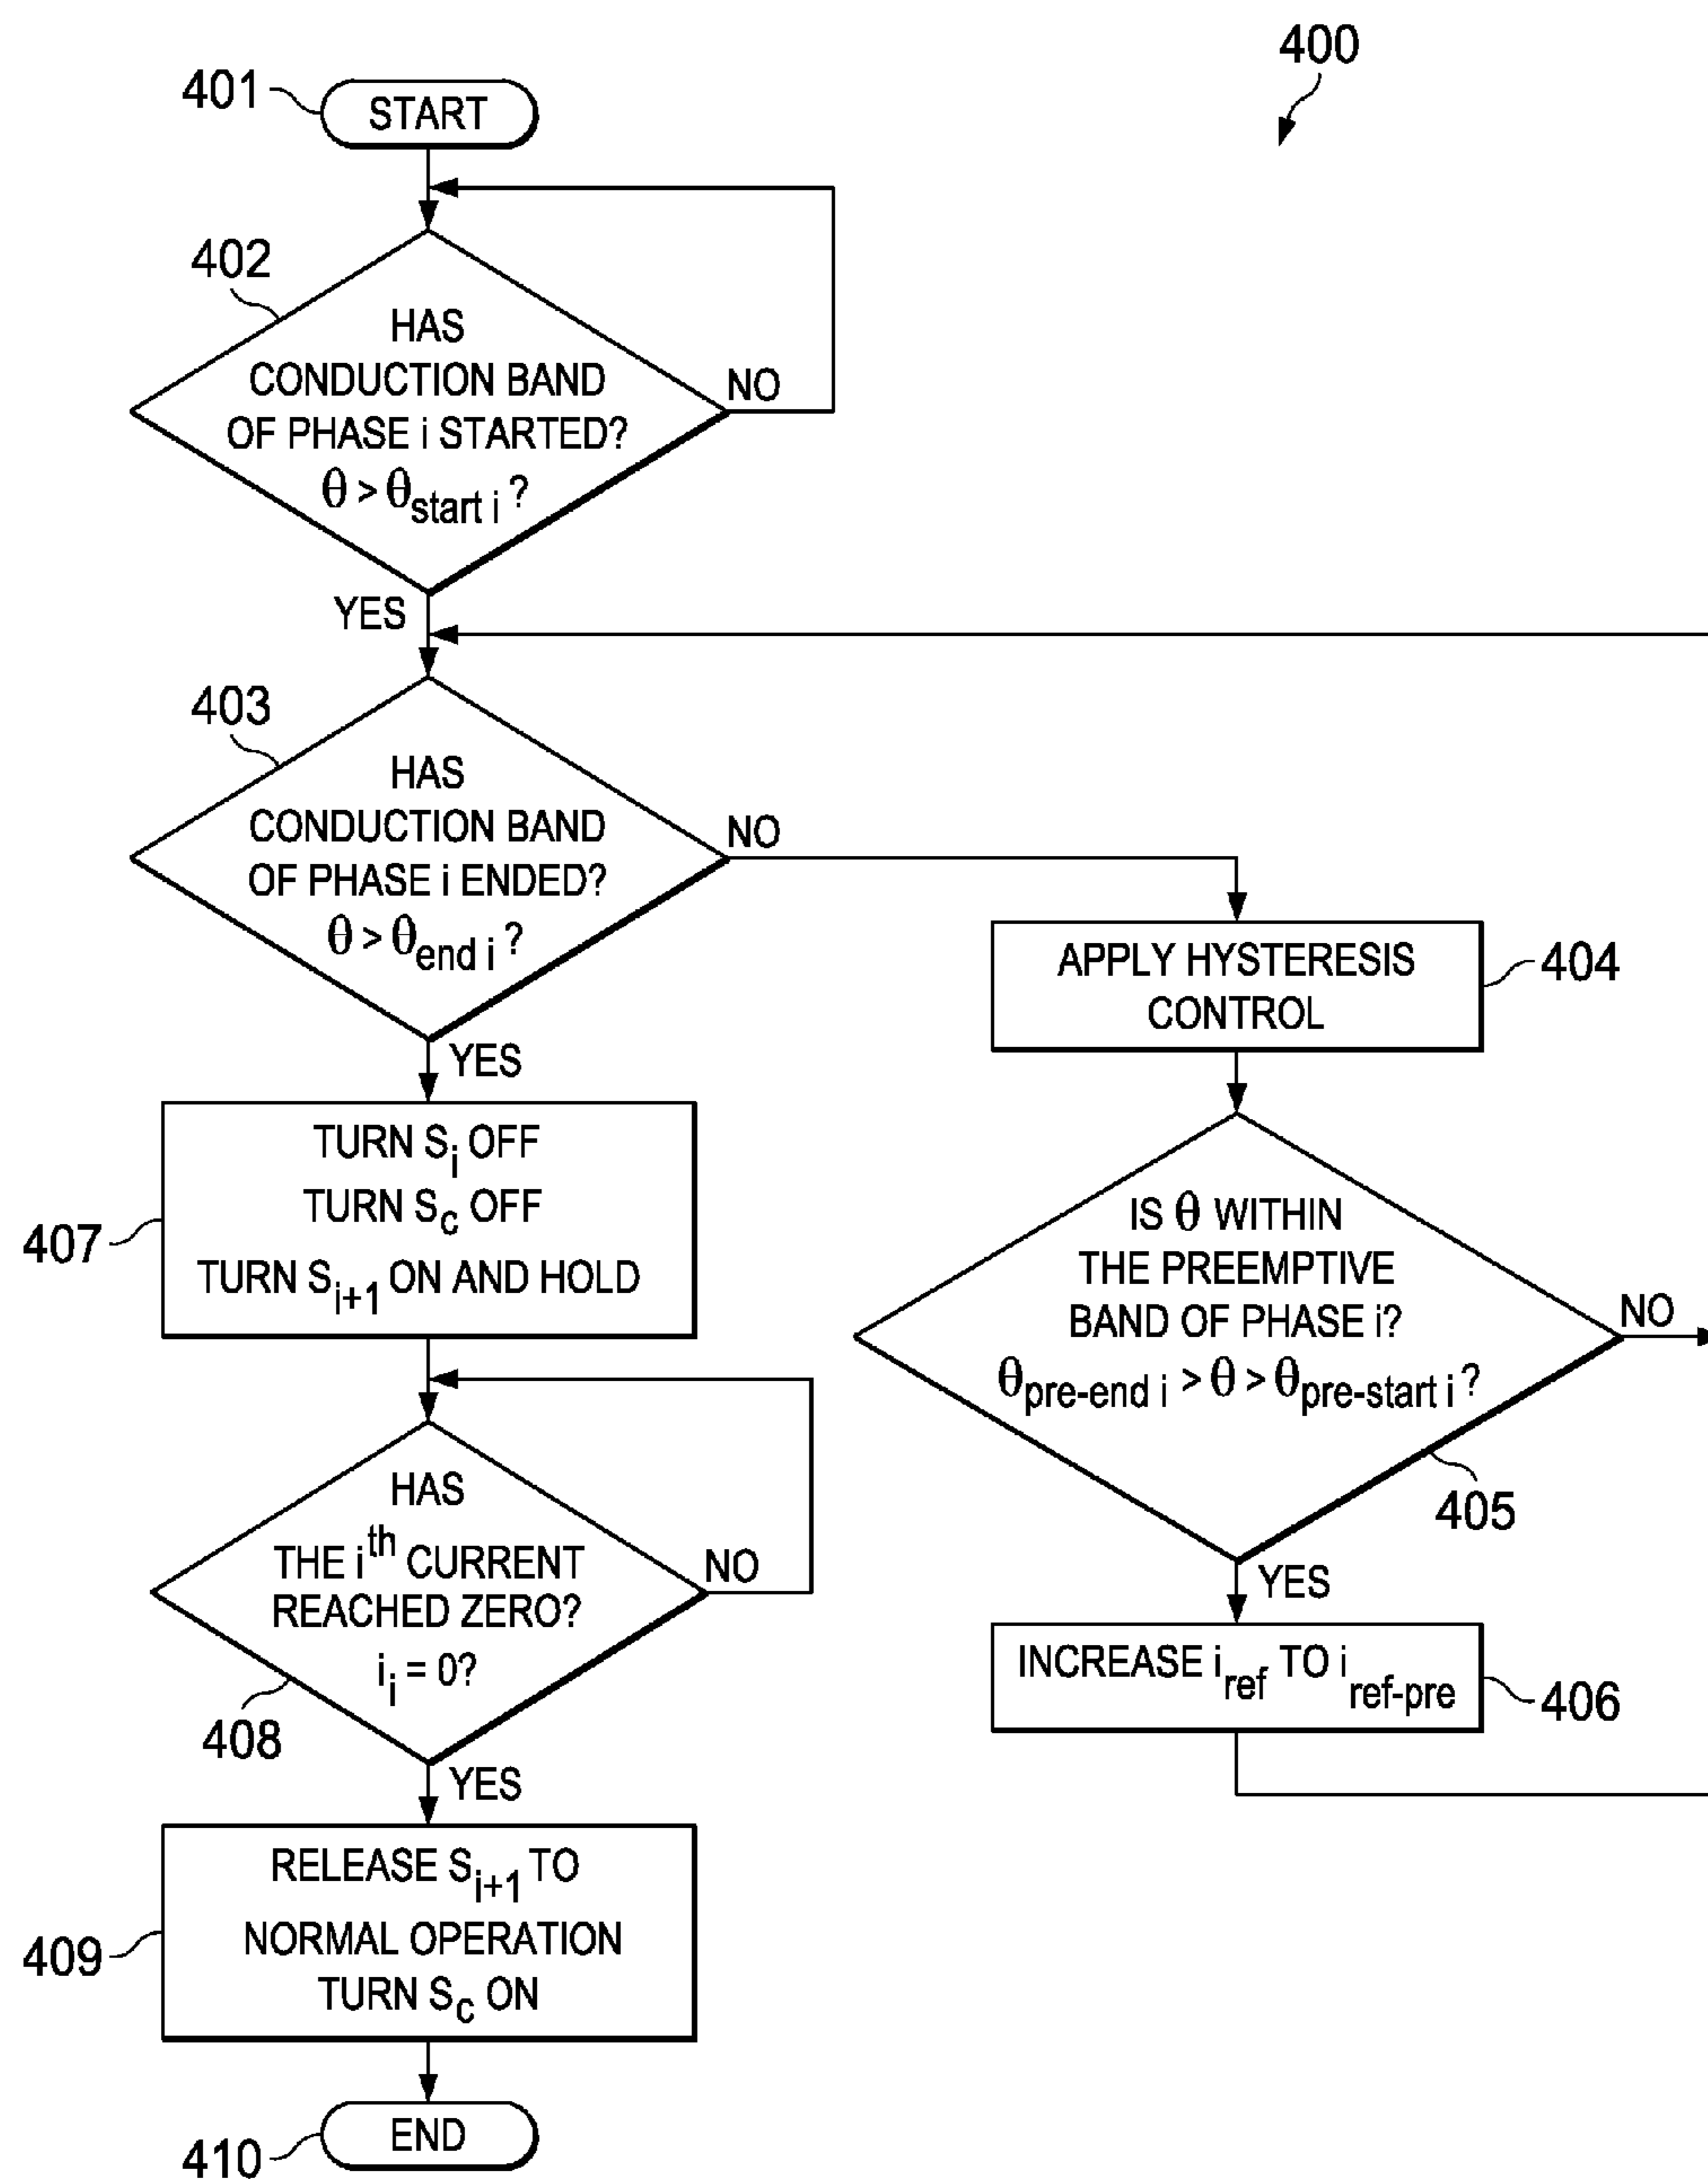 400
401
START
402
HAS
CONDUCTION BAND
OF PHASE i STARTED?
θ > θstart i ?
NO
YES
403
HAS
CONDUCTION BAND
OF PHASE i ENDED?
θ > θend i ?
NO
YES
APPLY HYSTERESIS
CONTROL
404
IS θ WITHIN
THE PREEMPTIVE
BAND OF PHASE i?
θpre-end i > θ > θpre-start i ?
NO
405
YES
INCREASE iref TO iref-pre
406
407
TURN Si OFF
TURN Sc OFF
TURN Si+1 ON AND HOLD
HAS
THE ith CURRENT
REACHED ZERO?
ii = 0?
NO
408
YES
409
RELEASE Si+1 TO
NORMAL OPERATION
TURN Sc ON
410
END